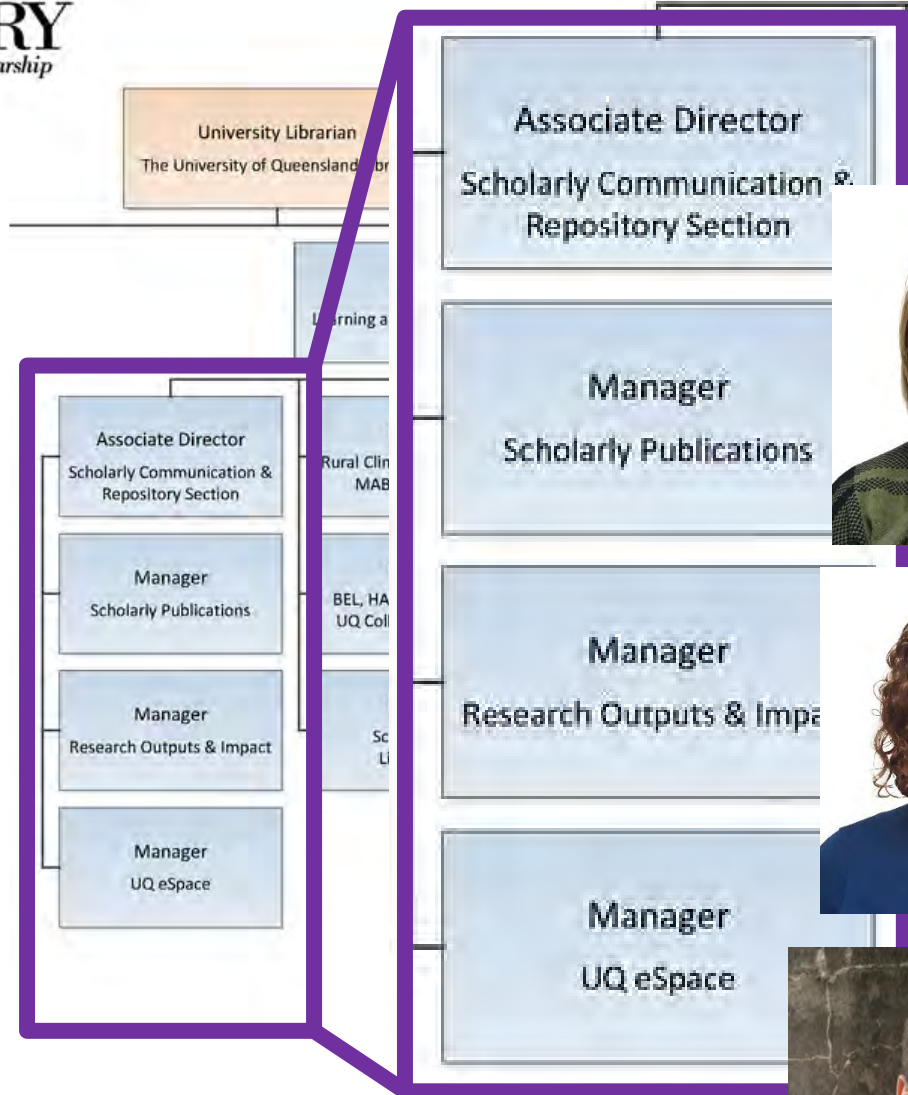 RY
arship
University Librarian
The University of Queensland
Learning a
Associate Director
Scholarly Communication &
Repository Section
Manager
Scholarly Publications
Manager
Research Outputs & Impact
Manager
UQ eSpace
Rural Clin
MAB
BEL, HA
UQ Coll
Sc
Li
Associate Director
Scholarly Communication &
Repository Section
Manager
Scholarly Publications
Manager
Research Outputs & Impa
Manager
UQ eSpace